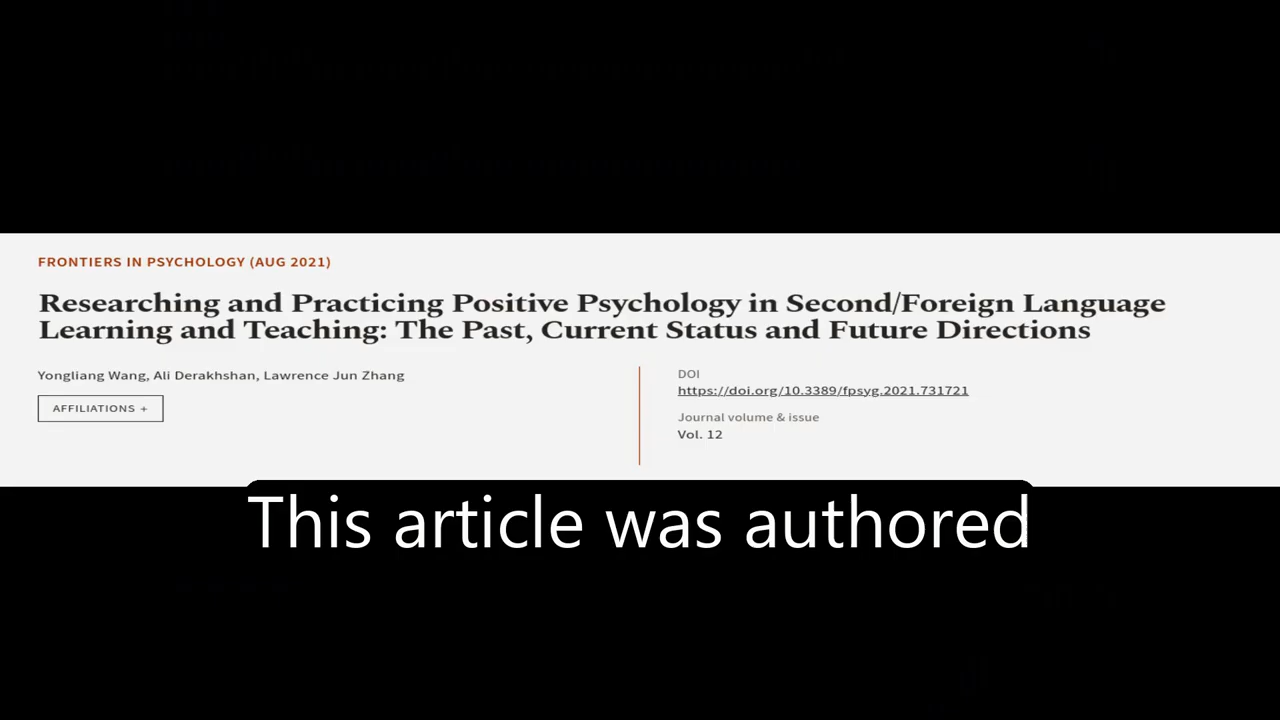 FRONTIERS IN PSYCHOLOGY (AUG 2021)
Researching and Practicing Positive Psychology in Second/Foreign Language
Learning and Teaching: The Past, Current Status and Future Directions
Yongliang Wang, Ali Derakhshan, Lawrence Jun Zhang
AFFILIATIONS +
DOI
https://doi.org/10.3389/fpsyg.2021.731721
Journal volume & issue
Vol. 12
This article was authored